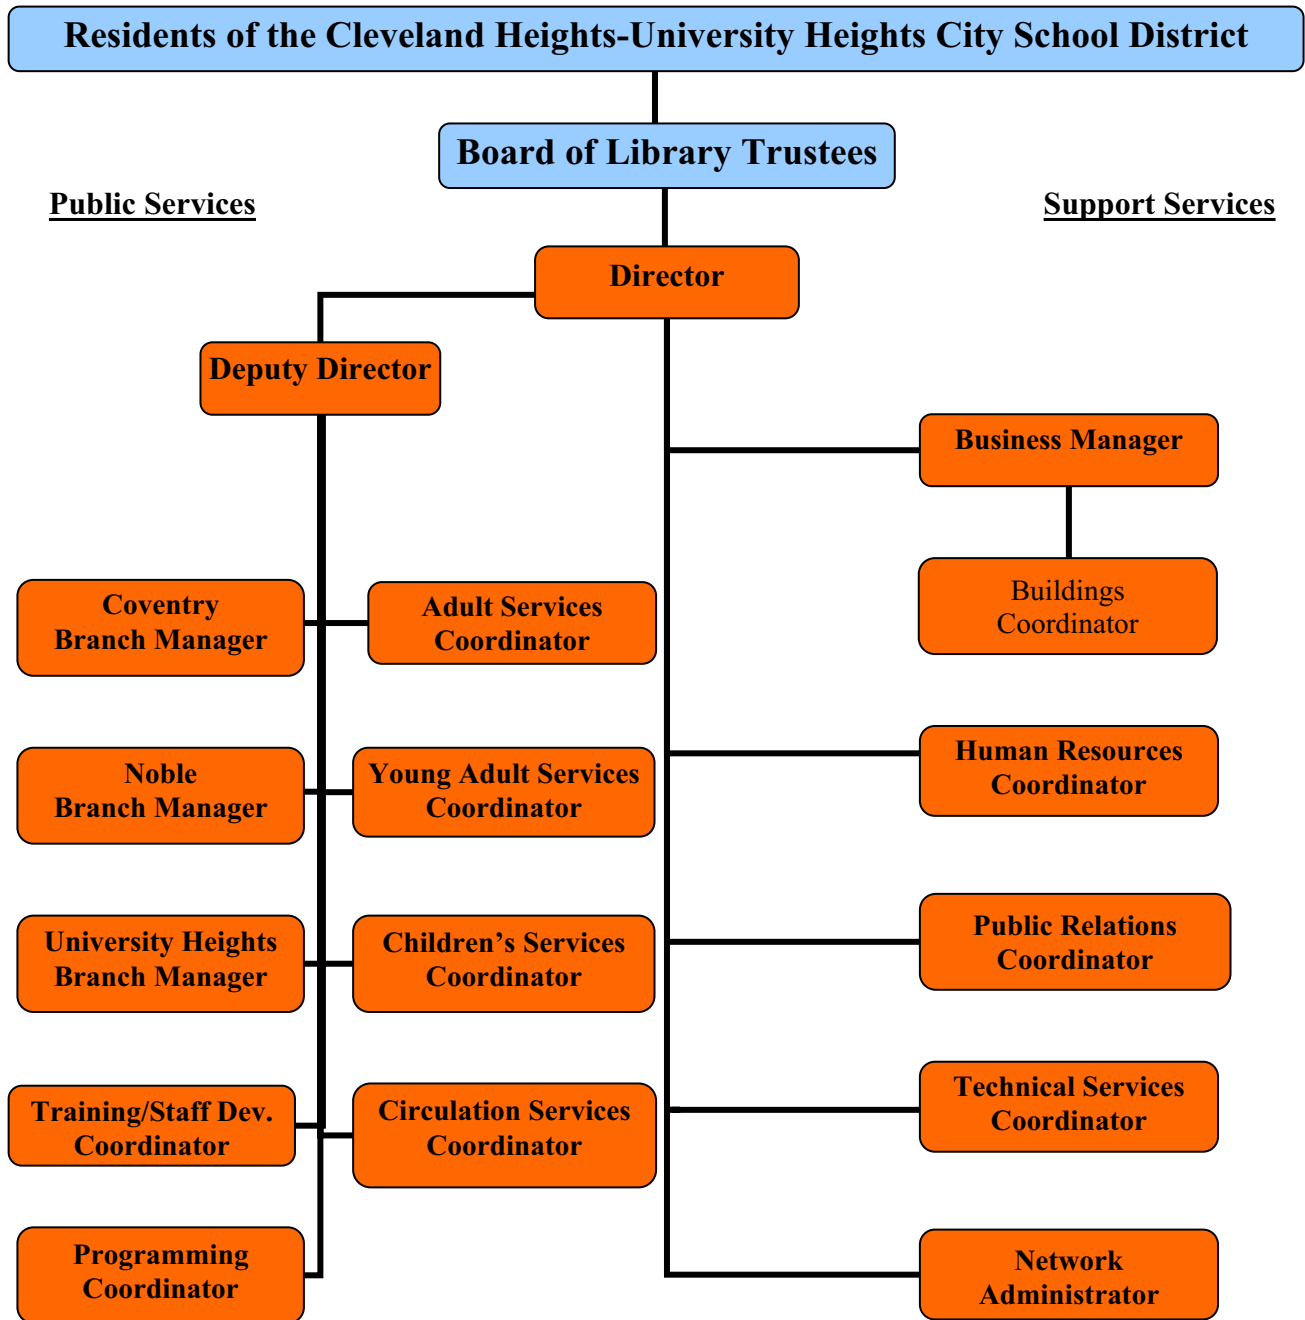 Residents of the Cleveland Heights-University Heights City School District
Board of Library Trustees
Public Services
Support Services
Director
Deputy Director
Business Manager
Buildings
Coordinator
Coventry
Branch Manager
Adult Services
Coordinator
Noble
Branch Manager
Young Adult Services
Coordinator
Human Resources
Coordinator
University Heights
Branch Manager
Children’s Services
Coordinator
Public Relations
Coordinator
Training/Staff Dev.
Coordinator
Circulation Services
Coordinator
Technical Services
Coordinator
Programming
Coordinator
Network
Administrator